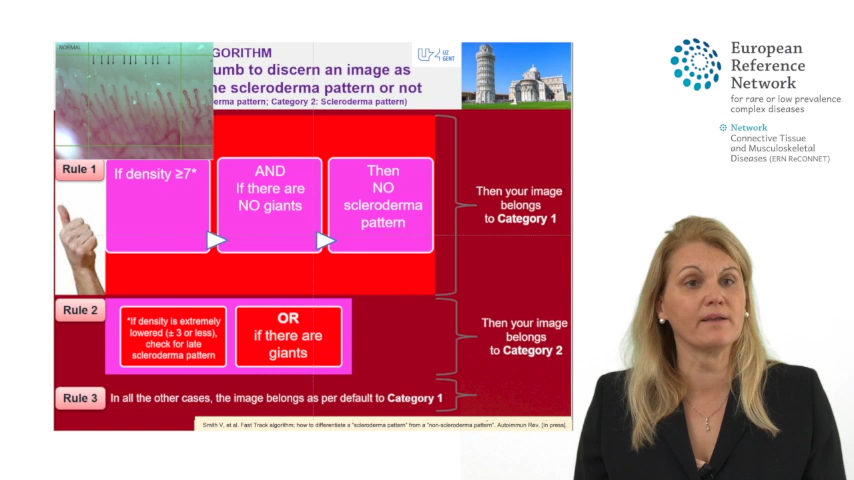 NORMAL
GORITHM
umb to discern an image as
ne scleroderma pattern or not
erma pattern; Category 2: Scleroderma pattern)
UZ
GENT
European
Reference
Network
for rare or low prevalence
complex diseases
Network
Connective Tissue
and Musculoskeletal
Diseases (ERN ReCONNET)
Rule 1
If density ≥7*
AND
If there are
NO giants
Then
NO
scleroderma
pattern
Then your image
belongs
to Category 1
Rule 2
*If density is extremely
lowered (± 3 or less),
check for late
scleroderma pattern
OR
if there are
giants
Then your image
belongs
to Category 2
Rule 3
In all the other cases, the image belongs as per default to Category 1
Smith V, et al. Fast Track algorithm: how to differentiate a "scleroderma pattern" from a "non-scleroderma pattern". Autoimmun Rev. [in press].